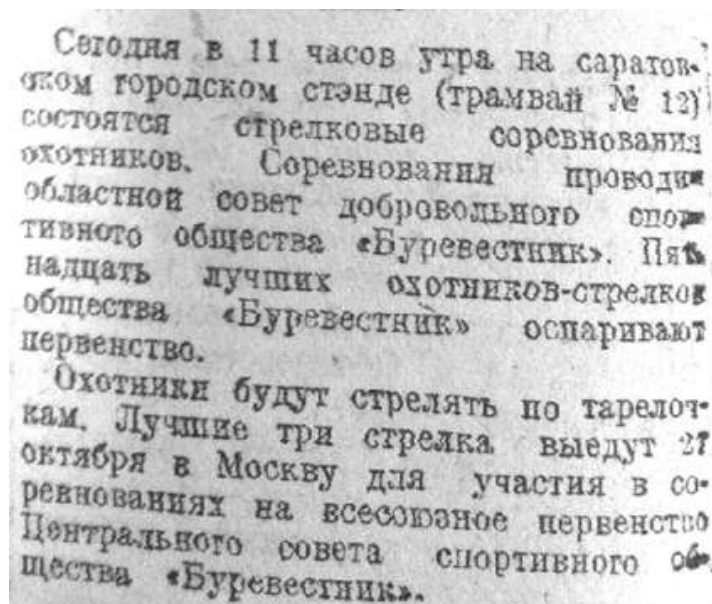 Сегодня в 11 часов утра на саратов-
ском городском стэнде (трамвай № 12)
состоятся стрелковые соревнования
охотников. Соревнования проводит
областной совет добровольного спор-
тивного общества «Буревестник». Пят-
надцать лучших охотников-стрелков
общества «Буревестник» оспаривают
первенство.
Охотники будут стрелять по тарелоч-
кам. Лучшие три стрелка выедут 27
октября в Москву для участия в со-
ревнованиях на всесоюзное первенство
Центрального совета спортивного об-
щества «Буревестник».